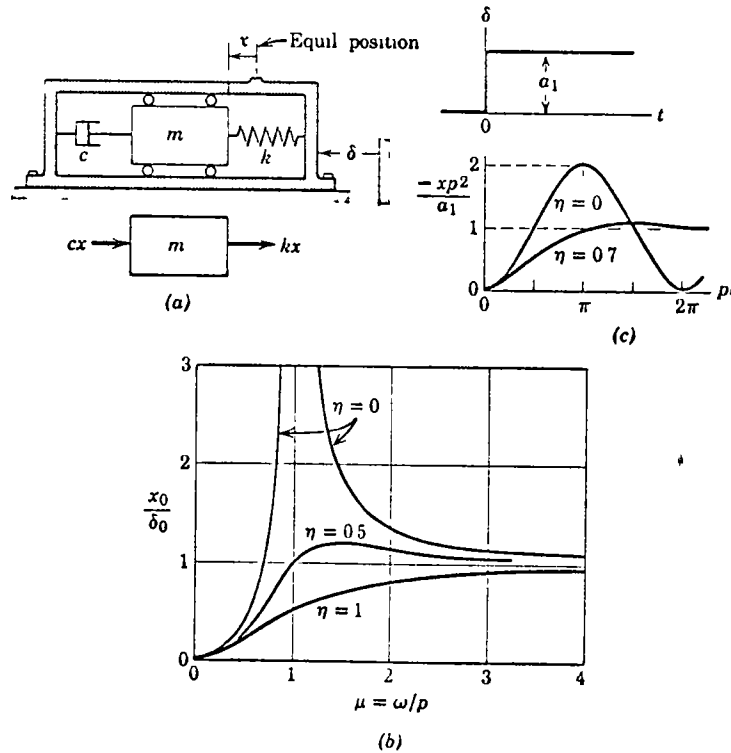 x
Equil position
m
c
k
δ
cx
m
kx
(a)
δ
a1
0
t
2
−xp2
a1
η = 0
1
η = 0 7
0
0
π
2π
(c)
3
η = 0
2
x0
δ0
η = 0 5
1
η = 1
0
0
1
2
3
4
μ = ω/p
(b)